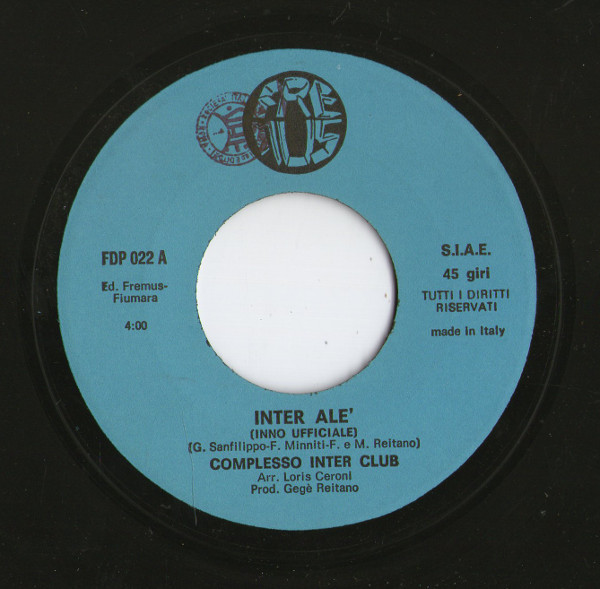 FDP 022 A
Ed. Fremus-
Fiumara
4:00
S.I.A.E.
45 giri
TUTTI I DIRITTI
RISERVATI
made in Italy
INTER ALE'
(INNO UFFICIALE)
(G. Sanfilippo-F. Minniti-F. e M. Reitano)
COMPLESSO INTER CLUB
Arr. Loris Ceroni
Prod. Gegè Reitano